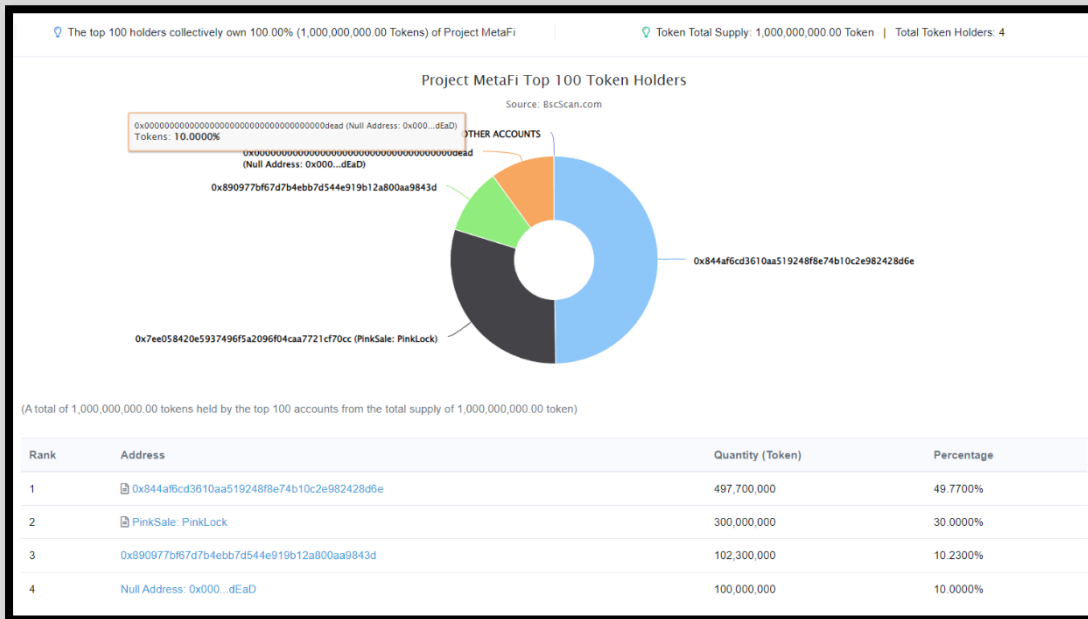 The top 100 holders collectively own 100.00% (1,000,000,000.00 Tokens) of Project MetaFi
Token Total Supply: 1,000,000,000.00 Token | Total Token Holders: 4
Project MetaFi Top 100 Token Holders
Source: BscScan.com
0x000000000000000000000000000000000000dead (Null Address: 0x000...dEaD)
Tokens: 10.0000%
OTHER ACCOUNTS
(Null Address: 0x000...dEaD)
0x890977bf67d7b4ebb7d544e919b12a800aa9843d
0x844af6cd3610aa519248f8e74b10c2e982428d6e
0x7ee058420e5937496f5a2096f04caa7721cf70cc (PinkSale: PinkLock)
(A total of 1,000,000,000.00 tokens held by the top 100 accounts from the total supply of 1,000,000,000.00 token)
Rank Address Quantity (Token) Percentage
1 0x844af6cd3610aa519248f8e74b10c2e982428d6e 497,700,000 49.7700%
2 PinkSale: PinkLock 300,000,000 30.0000%
3 0x890977bf67d7b4ebb7d544e919b12a800aa9843d 102,300,000 10.2300%
4 Null Address: 0x000...dEaD 100,000,000 10.0000%